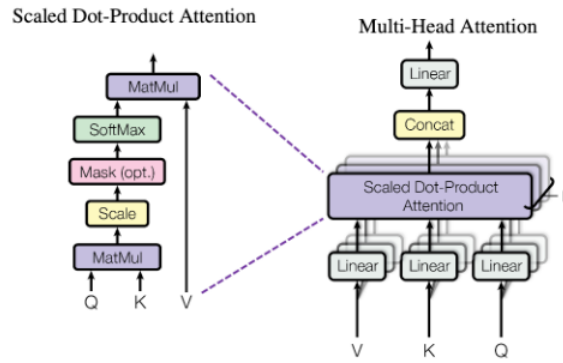 Scaled Dot-Product Attention
MatMul
SoftMax
Mask (opt.)
Scale
MatMul
Q K V
Multi-Head Attention
Linear
Concat
Scaled Dot-Product
Attention
Linear Linear Linear
V K Q